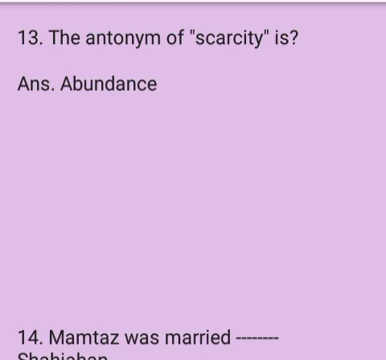 13. The antonym of "scarcity" is?
Ans. Abundance
14. Mamtaz was married --------
Shahjahan